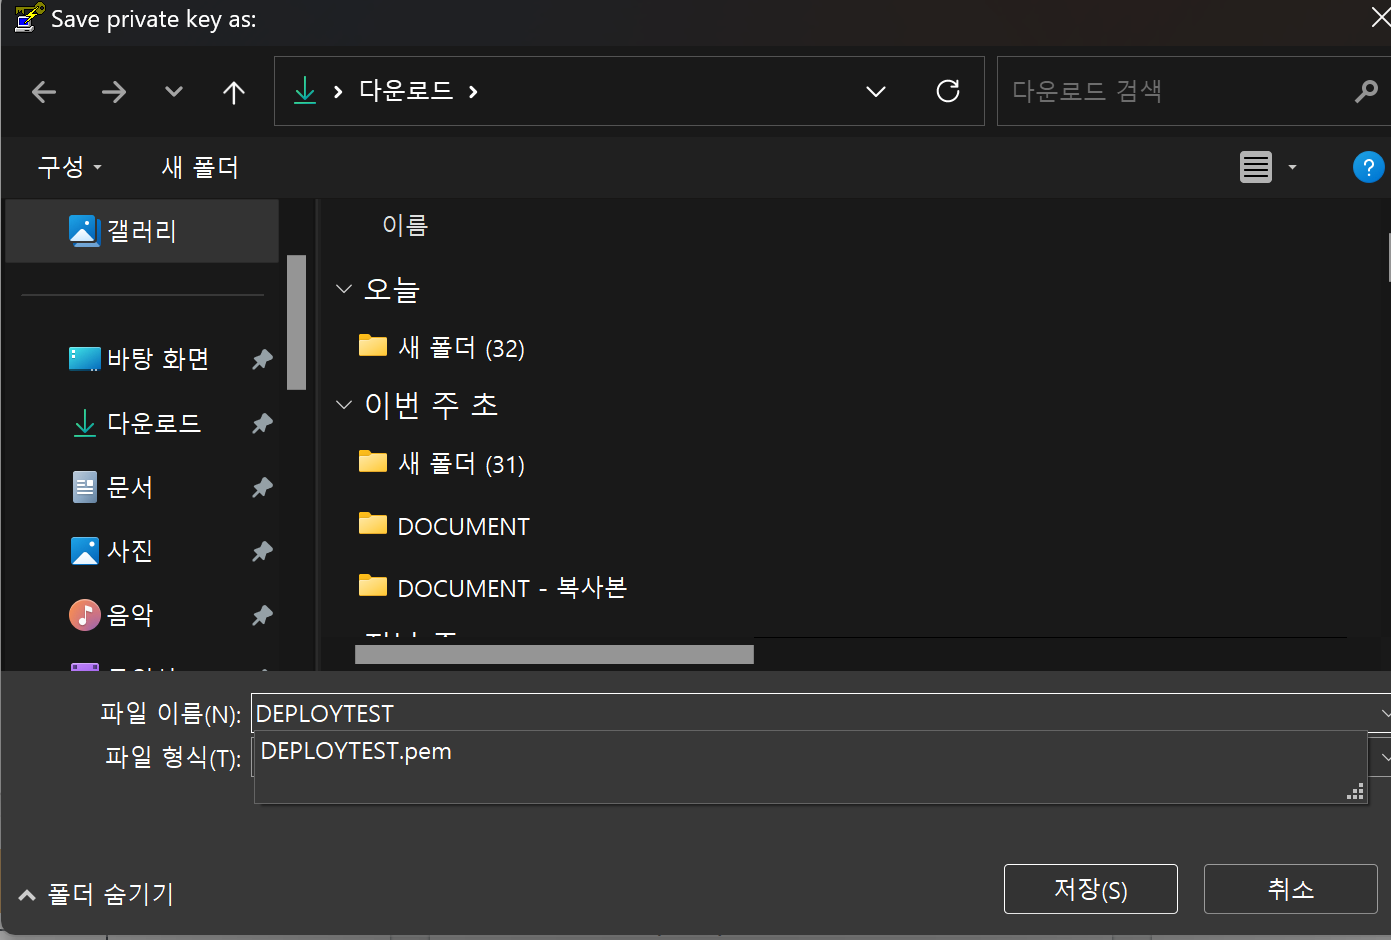 Save private key as:
다운로드
다운로드 검색
구성
새 폴더
?
갤러리
이름
오늘
새 폴더 (32)
바탕 화면
이번 주 초
다운로드
새 폴더 (31)
문서
DOCUMENT
사진
DOCUMENT - 복사본
음악
파일 이름(N): DEPLOYTEST
파일 형식(T):
DEPLOYTEST.pem
폴더 숨기기
저장(S)
취소